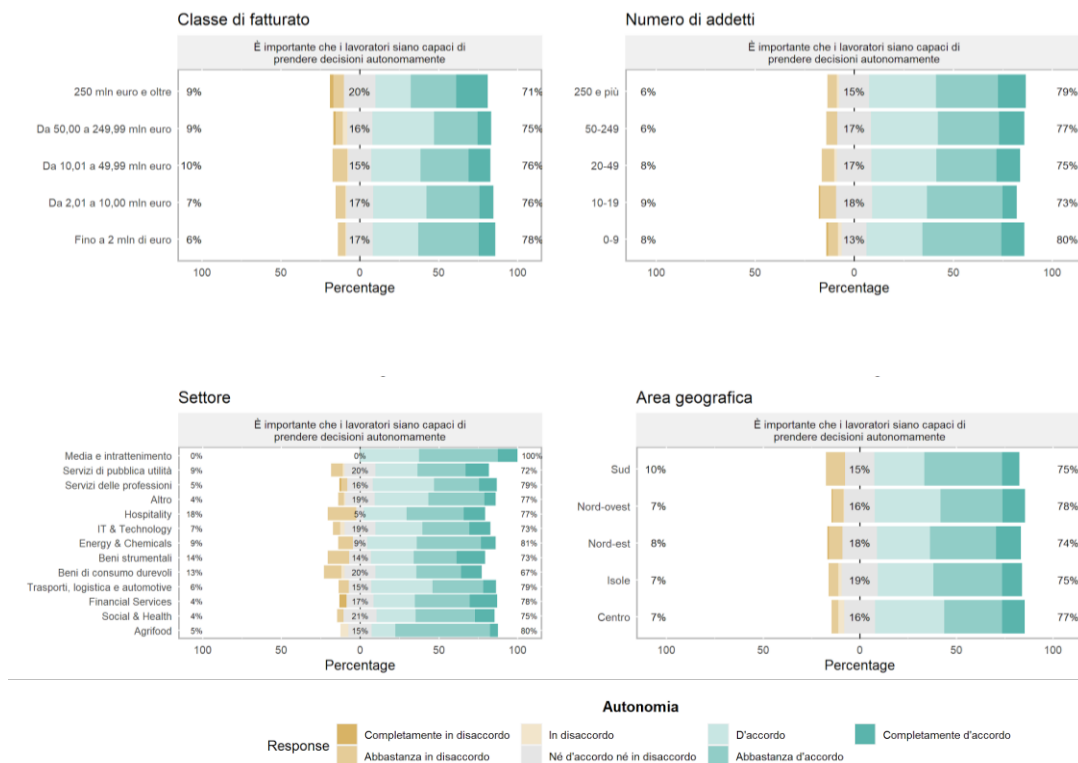 Classe di fatturato
È importante che i lavoratori siano capaci di
prendere decisioni autonomamente
250 mln euro e oltre 9% 20% 71%
Da 50,00 a 249,99 mln euro 9% 16% 75%
Da 10,01 a 49,99 mln euro 10% 15% 76%
Da 2,01 a 10,00 mln euro 7% 17% 76%
Fino a 2 mln di euro 6% 17% 78%
100 50 0 50 100
Percentage
Numero di addetti
È importante che i lavoratori siano capaci di
prendere decisioni autonomamente
250 e più 6% 15% 79%
50-249 6% 17% 77%
20-49 8% 17% 75%
10-19 9% 18% 73%
0-9 8% 13% 80%
100 50 0 50 100
Percentage
Settore
È importante che i lavoratori siano capaci di
prendere decisioni autonomamente
Media e intrattenimento 0% 0% 100%
Servizi di pubblica utilità 9% 20% 72%
Servizi delle professioni 5% 16% 79%
Altro 4% 19% 77%
Hospitality 18% 5% 77%
IT & Technology 7% 19% 73%
Energy & Chemicals 9% 9% 81%
Beni strumentali 14% 14% 73%
Beni di consumo durevoli 13% 20% 67%
Trasporti, logistica e automotive 6% 15% 79%
Financial Services 4% 17% 78%
Social & Health 4% 21% 75%
Agrifood 5% 15% 80%
100 50 0 50 100
Percentage
Area geografica
È importante che i lavoratori siano capaci di
prendere decisioni autonomamente
Sud 10% 15% 75%
Nord-ovest 7% 16% 78%
Nord-est 8% 18% 74%
Isole 7% 19% 75%
Centro 7% 16% 77%
100 50 0 50 100
Percentage
Autonomia
Response
Completamente in disaccordo In disaccordo D'accordo Completamente d'accordo
Abbastanza in disaccordo Né d'accordo né in disaccordo Abbastanza d'accordo